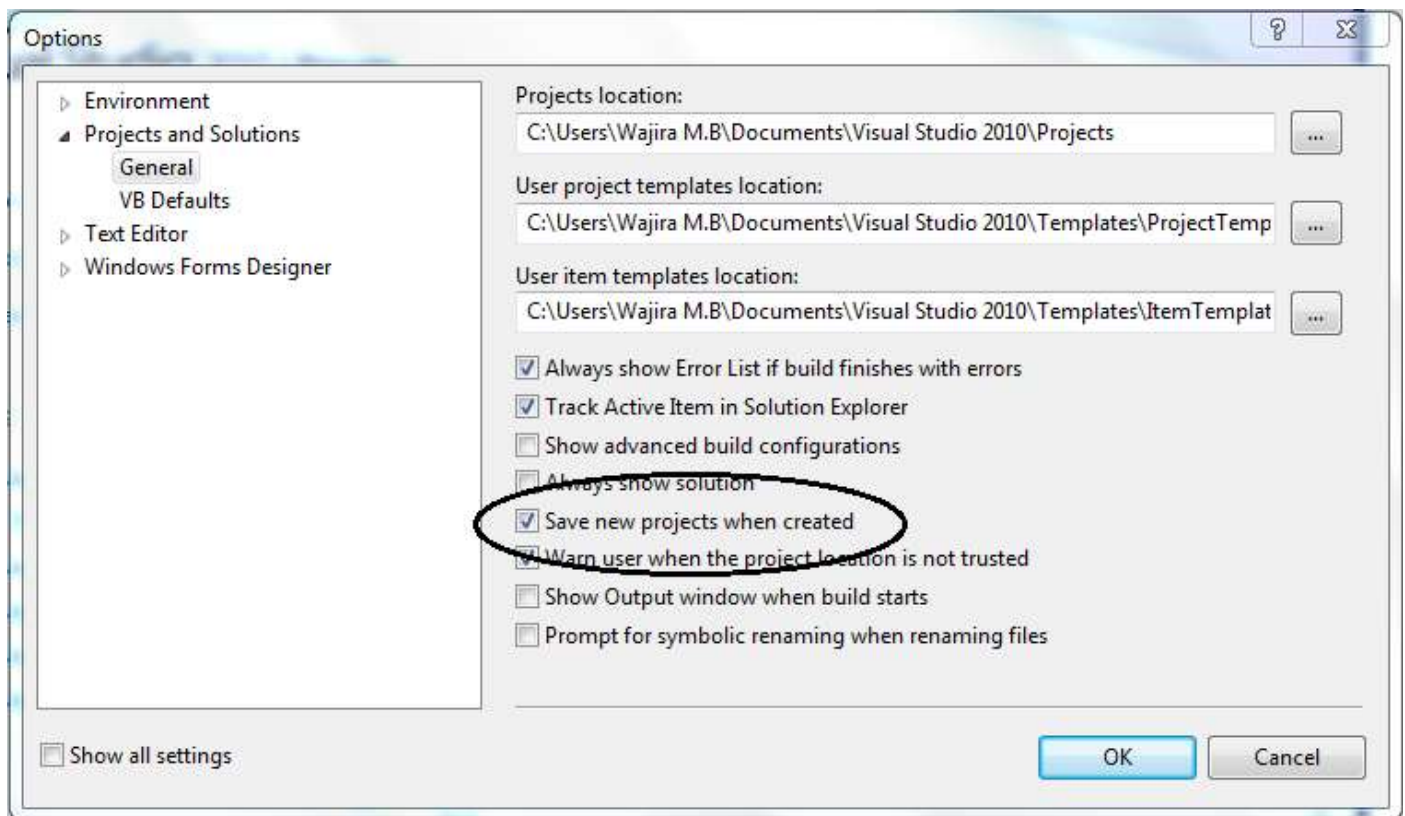 Options
Environment
Projects and Solutions
General
VB Defaults
Text Editor
Windows Forms Designer
Projects location:
C:\Users\Wajira M.B\Documents\Visual Studio 2010\Projects
...
User project templates location:
C:\Users\Wajira M.B\Documents\Visual Studio 2010\Templates\ProjectTemp
...
User item templates location:
C:\Users\Wajira M.B\Documents\Visual Studio 2010\Templates\ItemTemplat
...
Always show Error List if build finishes with errors
Track Active Item in Solution Explorer
Show advanced build configurations
Always show solution
Save new projects when created
Warn user when the project location is not trusted
Show Output window when build starts
Prompt for symbolic renaming when renaming files
Show all settings
OK
Cancel